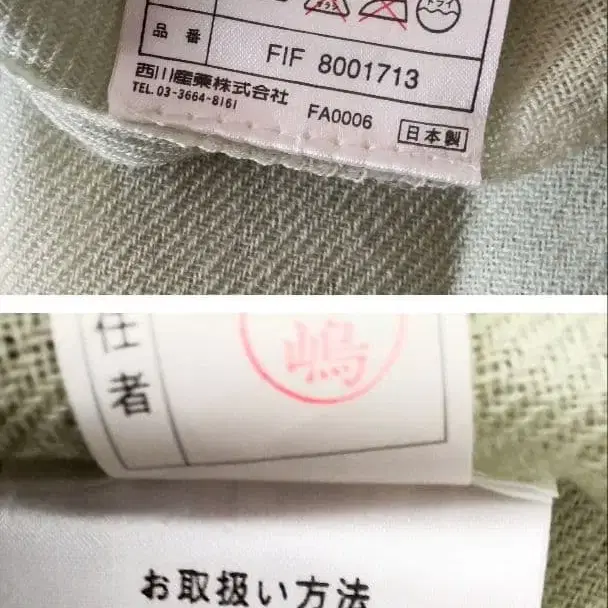 品番 FIF 8001713
西川産業株式会社
TEL. 03-3664-8161
FA0006 日本製
任者
嶋
お取扱い方法